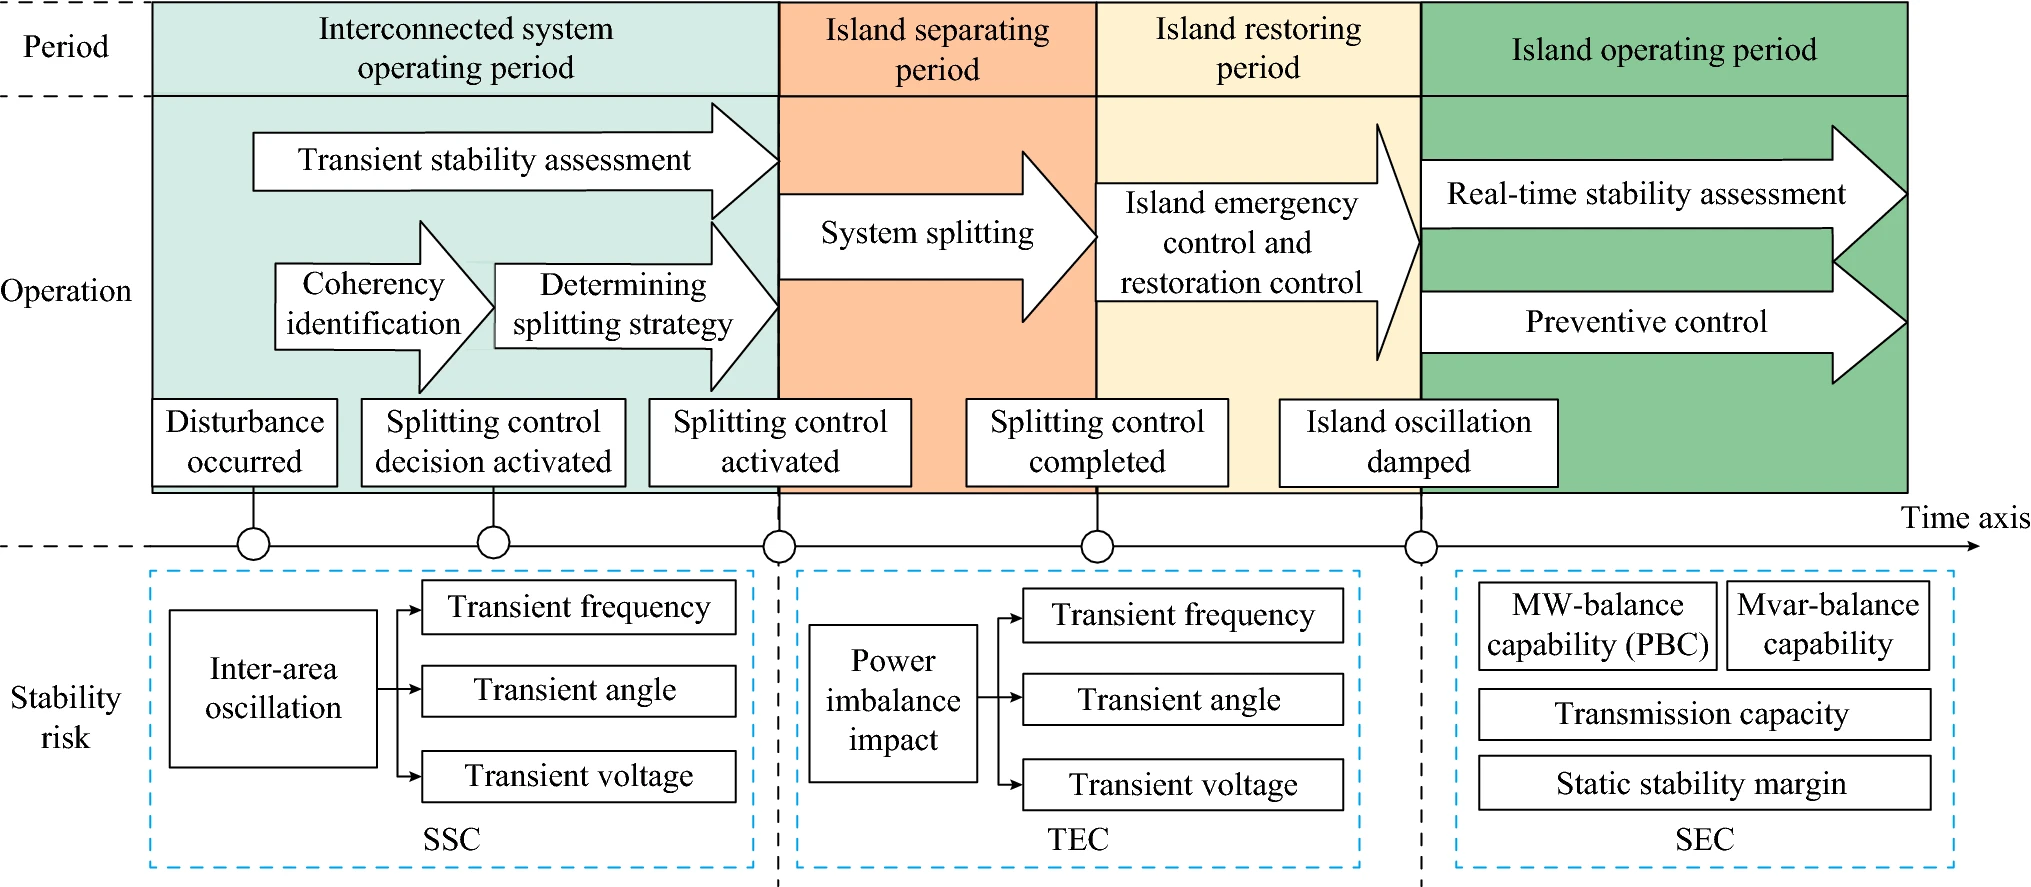 Period
Interconnected system
operating period
Island separating
period
Island restoring
period
Island operating period
Operation
Transient stability assessment
Coherency
identification
Determining
splitting strategy
System splitting
Island emergency
control and
restoration control
Real-time stability assessment
Preventive control
Disturbance
occurred
Splitting control
decision activated
Splitting control
activated
Splitting control
completed
Island oscillation
damped
Time axis
Stability
risk
Inter-area
oscillation
Transient frequency
Transient angle
Transient voltage
SSC
Power
imbalance
impact
Transient frequency
Transient angle
Transient voltage
TEC
MW-balance
capability (PBC)
Mvar-balance
capability
Transmission capacity
Static stability margin
SEC